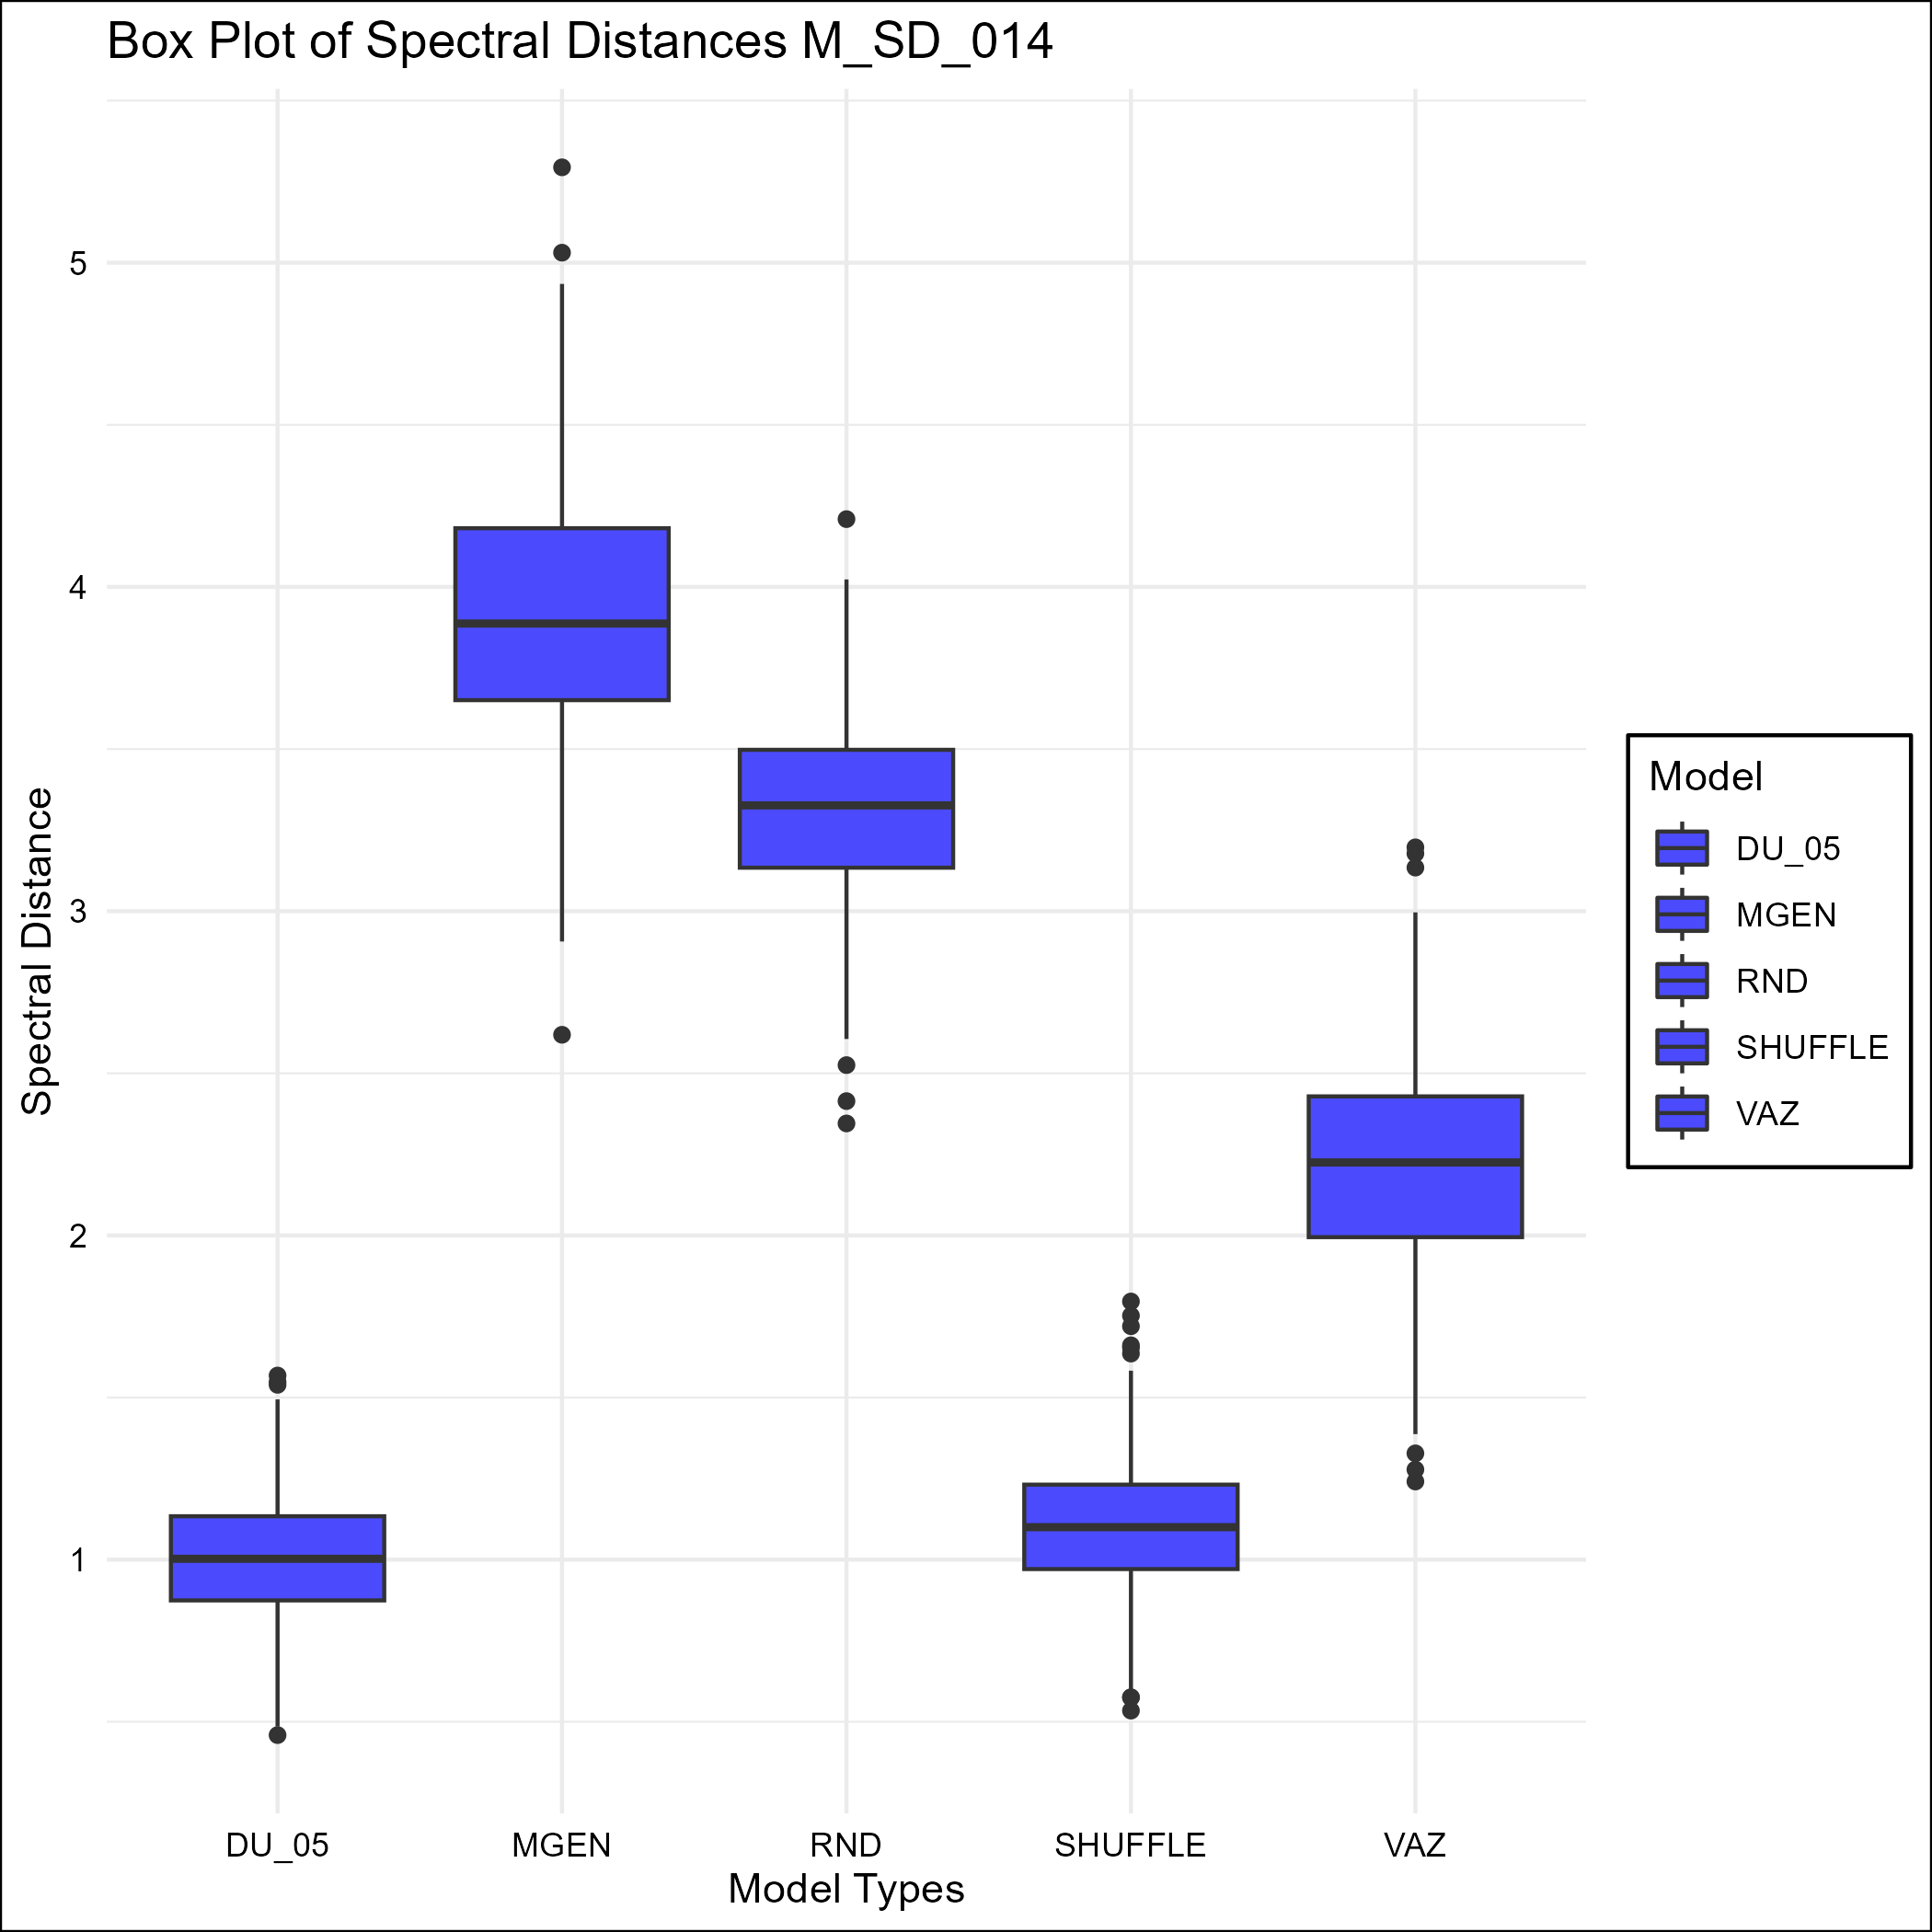 Box Plot of Spectral Distances M_SD_014
Spectral Distance
5
4
3
2
1
DU_05
MGEN
RND
SHUFFLE
VAZ
Model Types
Model
DU_05
MGEN
RND
SHUFFLE
VAZ